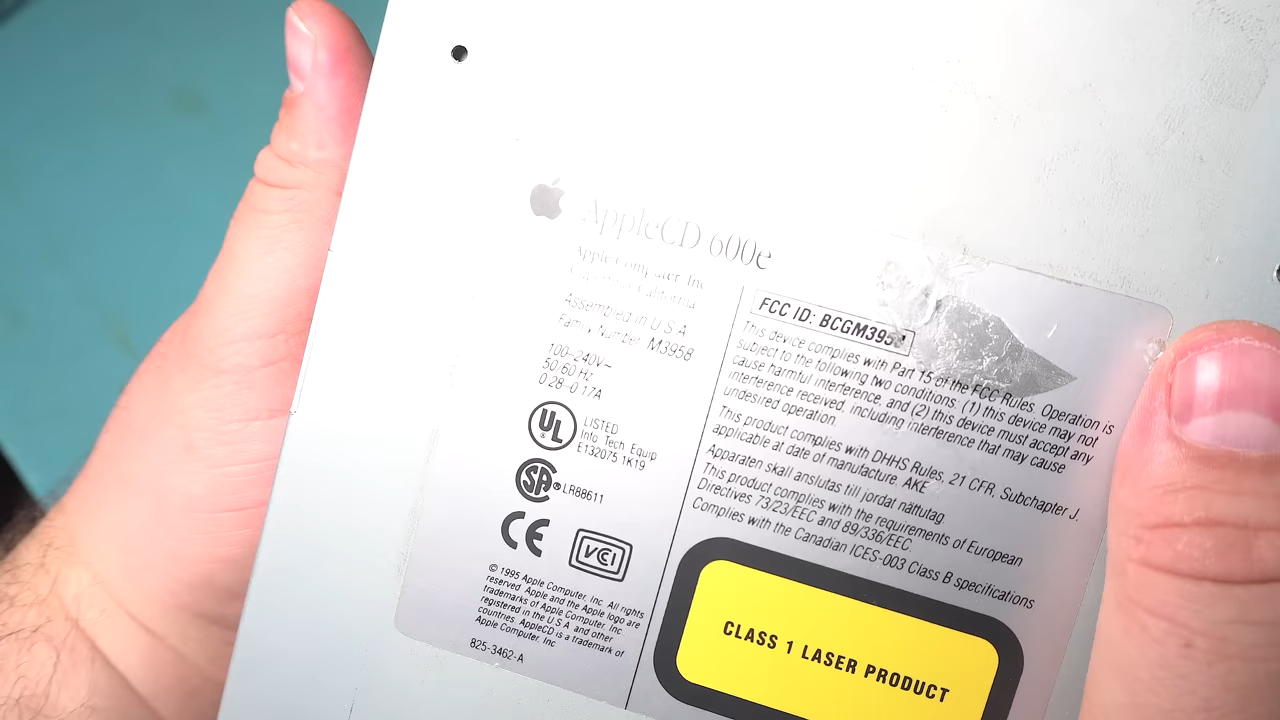 AppleCD 600e
Apple Computer, Inc.
Cupertino, California
Assembled in U.S.A.
Family Number: M3958
100-240V~
50/60 Hz
0.28-0.17A
UL
®
LISTED
Info. Tech. Equip.
E132075 1K19
SA
® LR88611
CE
VCI
© 1995 Apple Computer, Inc. All rights
reserved. Apple and the Apple logo are
trademarks of Apple Computer, Inc.
registered in the U.S.A. and other
countries. AppleCD is a trademark of
Apple Computer, Inc.
825-3462-A
FCC ID: BCGM3958
This device complies with Part 15 of the FCC Rules. Operation is
subject to the following two conditions: (1) this device may not
cause harmful interference, and (2) this device must accept any
interference received, including interference that may cause
undesired operation.
This product complies with DHHS Rules, 21 CFR, Subchapter J.
applicable at date of manufacture. AKE
Apparaten skall anslutas till jordat nättutag.
This product complies with the requirements of European
Directives 73/23/EEC and 89/336/EEC.
Complies with the Canadian ICES-003 Class B specifications
CLASS 1 LASER PRODUCT